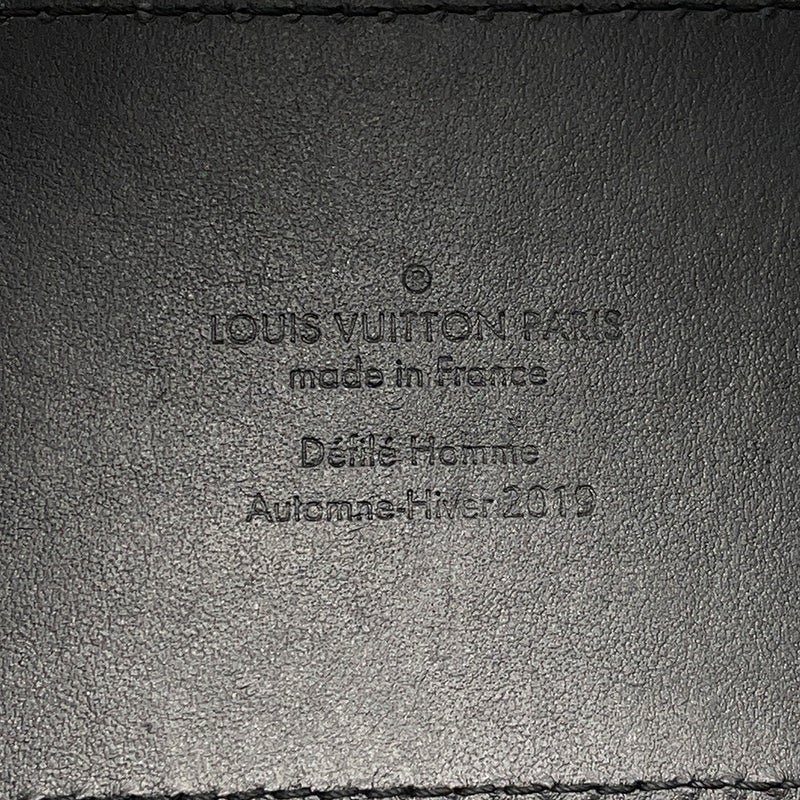 LOUIS VUITTON PARIS
made in France
Défilé Homme
Automne-Hiver 2019